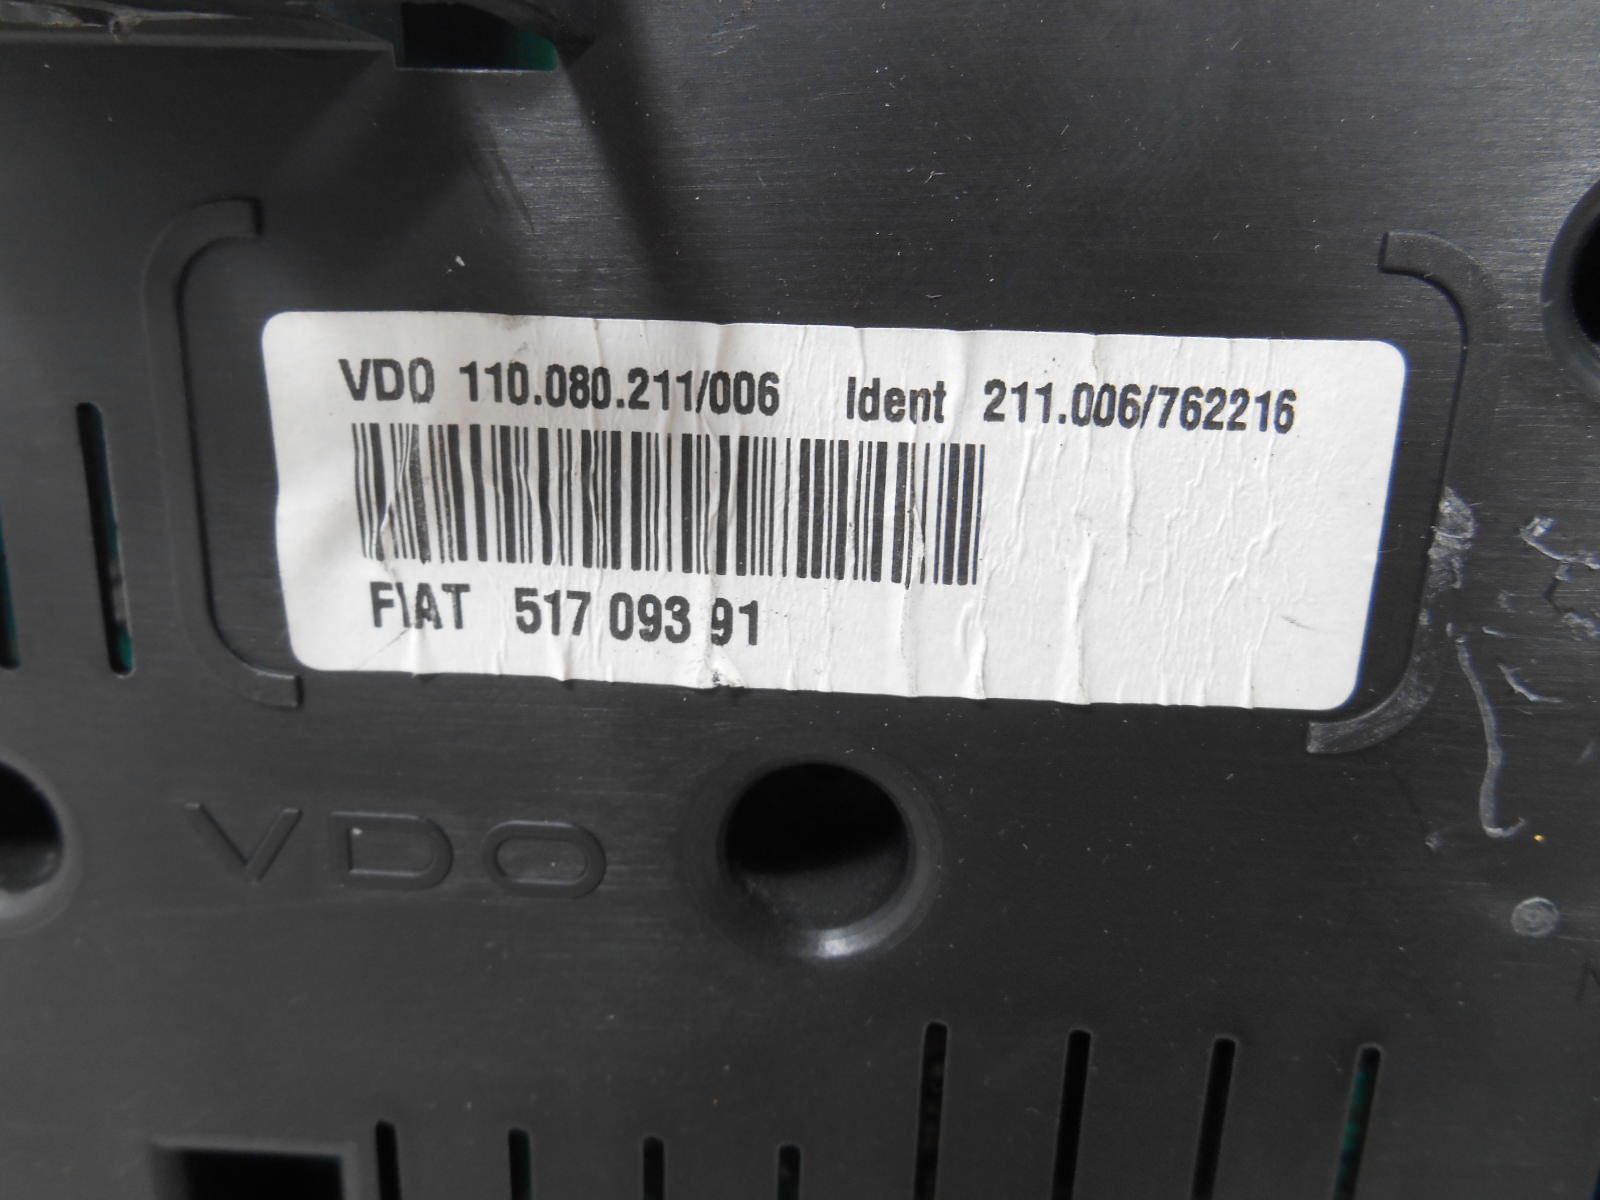 VDO 110.080.211/006 Ident 211.006/762216
FIAT 517 093 91
VDO